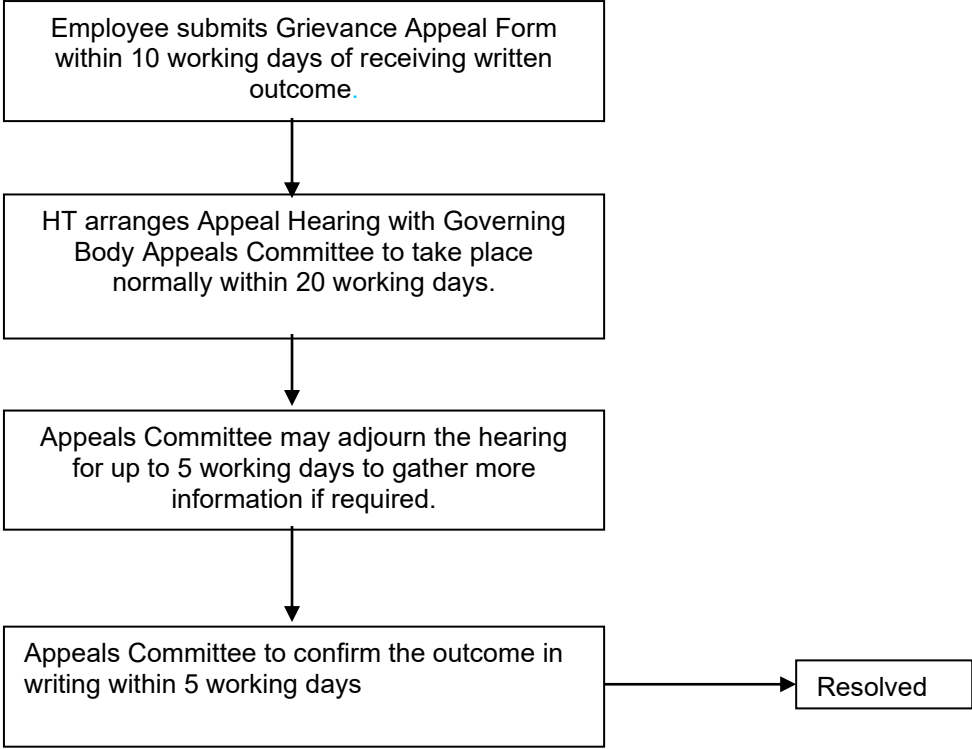 Employee submits Grievance Appeal Form
within 10 working days of receiving written
outcome.
HT arranges Appeal Hearing with Governing
Body Appeals Committee to take place
normally within 20 working days.
Appeals Committee may adjourn the hearing
for up to 5 working days to gather more
information if required.
Appeals Committee to confirm the outcome in
writing within 5 working days
Resolved